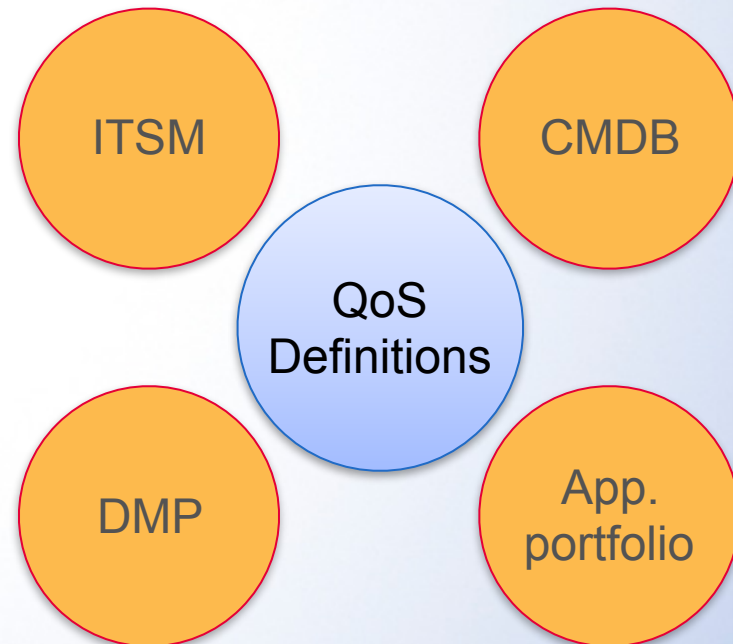 ITSM
CMDB
QoS
Definitions
DMP
App.
portfolio